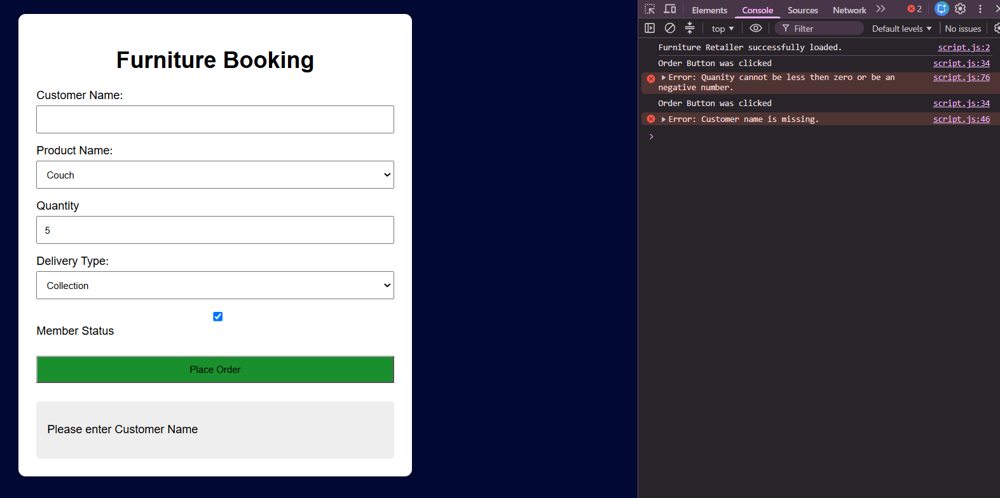 Furniture Booking
Customer Name:
Product Name:
Couch
Quantity
5
Delivery Type:
Collection
Member Status
Place Order
Please enter Customer Name
Elements Console Sources Network 2
top Filter Default levels No issues
Furniture Retailer successfully loaded. script.js:2
Order Button was clicked script.js:34
Error: Quanity cannot be less then zero or be an script.js:76
negative number.
Order Button was clicked script.js:34
Error: Customer name is missing. script.js:46